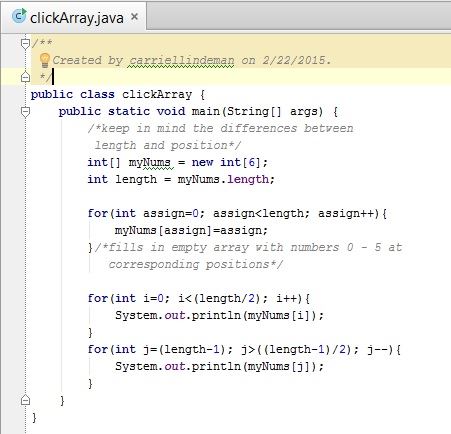 clickArray.java ×
/**
Created by carriellindeman on 2/22/2015.
*/
public class clickArray {
public static void main(String[] args) {
/*keep in mind the differences between
length and position*/
int[] myNums = new int[6];
int length = myNums.length;
for(int assign=0; assign<length; assign++){
myNums[assign]=assign;
}/*fills in empty array with numbers 0 - 5 at
corresponding positions*/
for(int i=0; i<(length/2); i++){
System.out.println(myNums[i]);
}
for(int j=(length-1); j>((length-1)/2); j--){
System.out.println(myNums[j]);
}
}
}